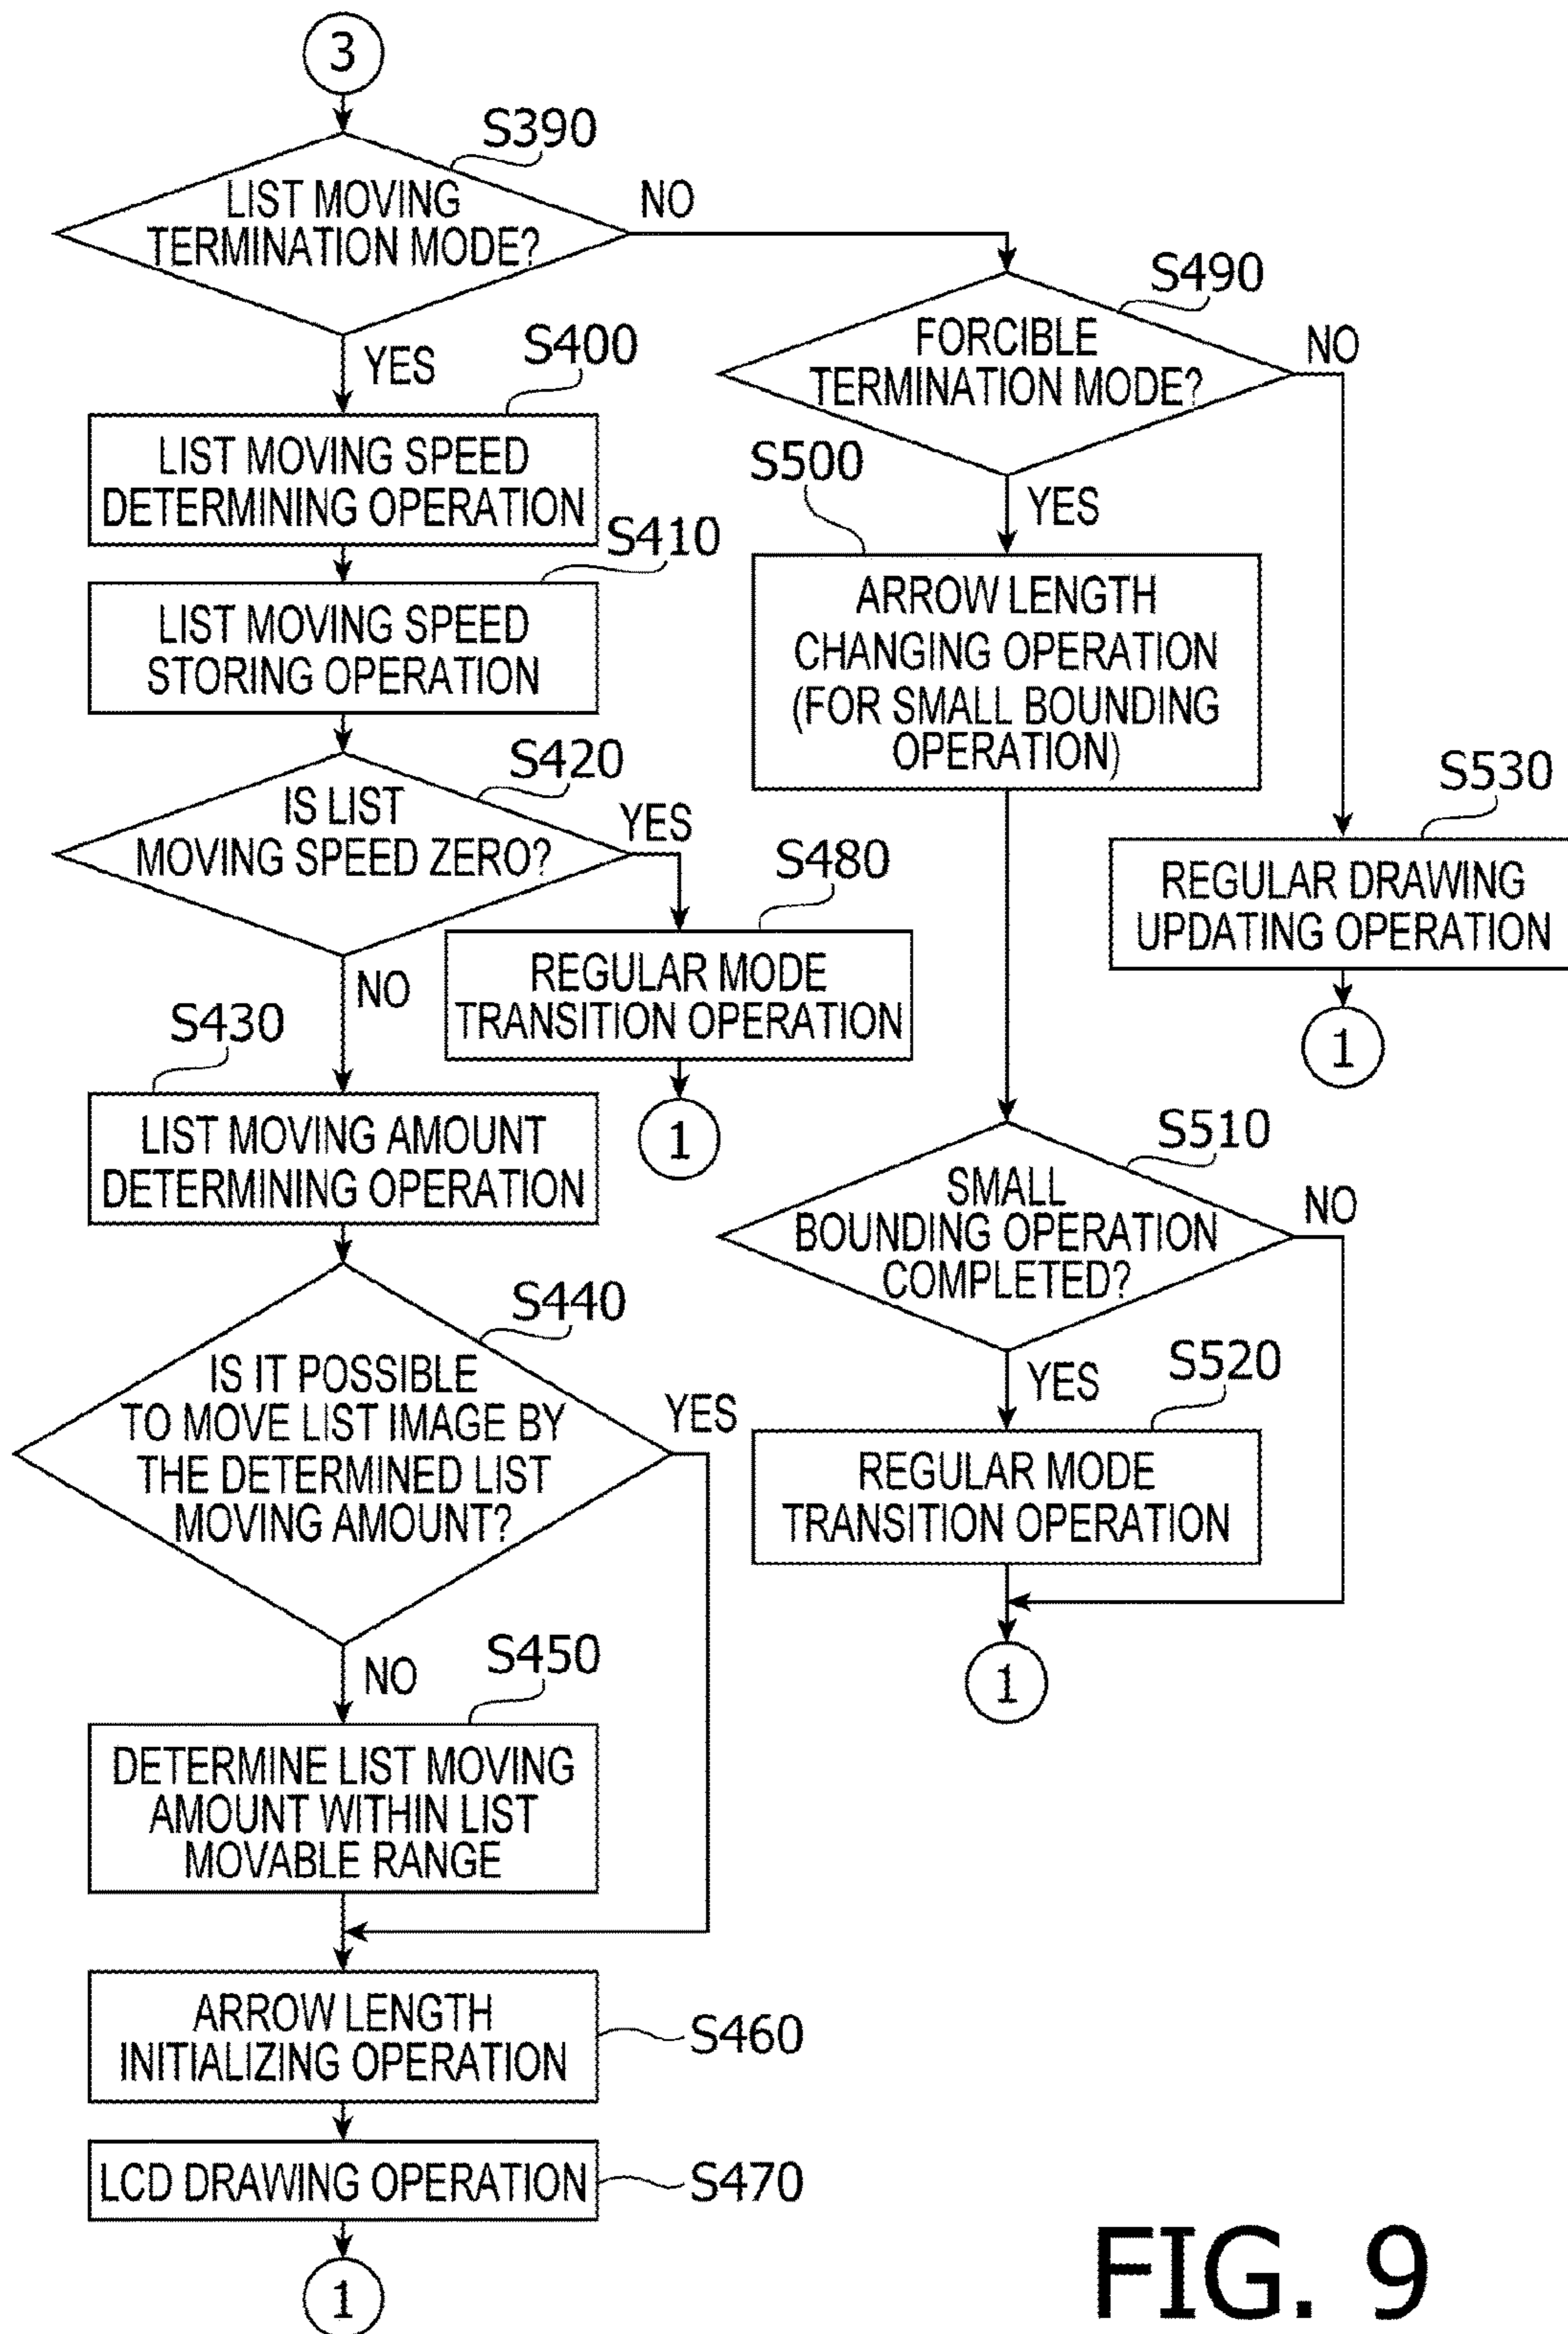 3
S390
LIST MOVING
TERMINATION MODE?
NO
YES
S400
LIST MOVING SPEED
DETERMINING OPERATION
S410
LIST MOVING SPEED
STORING OPERATION
S420
IS LIST
MOVING SPEED ZERO?
YES
NO
S480
REGULAR MODE
TRANSITION OPERATION
1
S430
LIST MOVING AMOUNT
DETERMINING OPERATION
S440
IS IT POSSIBLE
TO MOVE LIST IMAGE BY
THE DETERMINED LIST
MOVING AMOUNT?
YES
NO
S450
DETERMINE LIST MOVING
AMOUNT WITHIN LIST
MOVABLE RANGE
ARROW LENGTH
INITIALIZING OPERATION
S460
LCD DRAWING OPERATION
S470
1
S490
FORCIBLE
TERMINATION MODE?
NO
YES
S500
ARROW LENGTH
CHANGING OPERATION
(FOR SMALL BOUNDING
OPERATION)
S510
SMALL
BOUNDING OPERATION
COMPLETED?
NO
YES
S520
REGULAR MODE
TRANSITION OPERATION
1
S530
REGULAR DRAWING
UPDATING OPERATION
1
FIG. 9